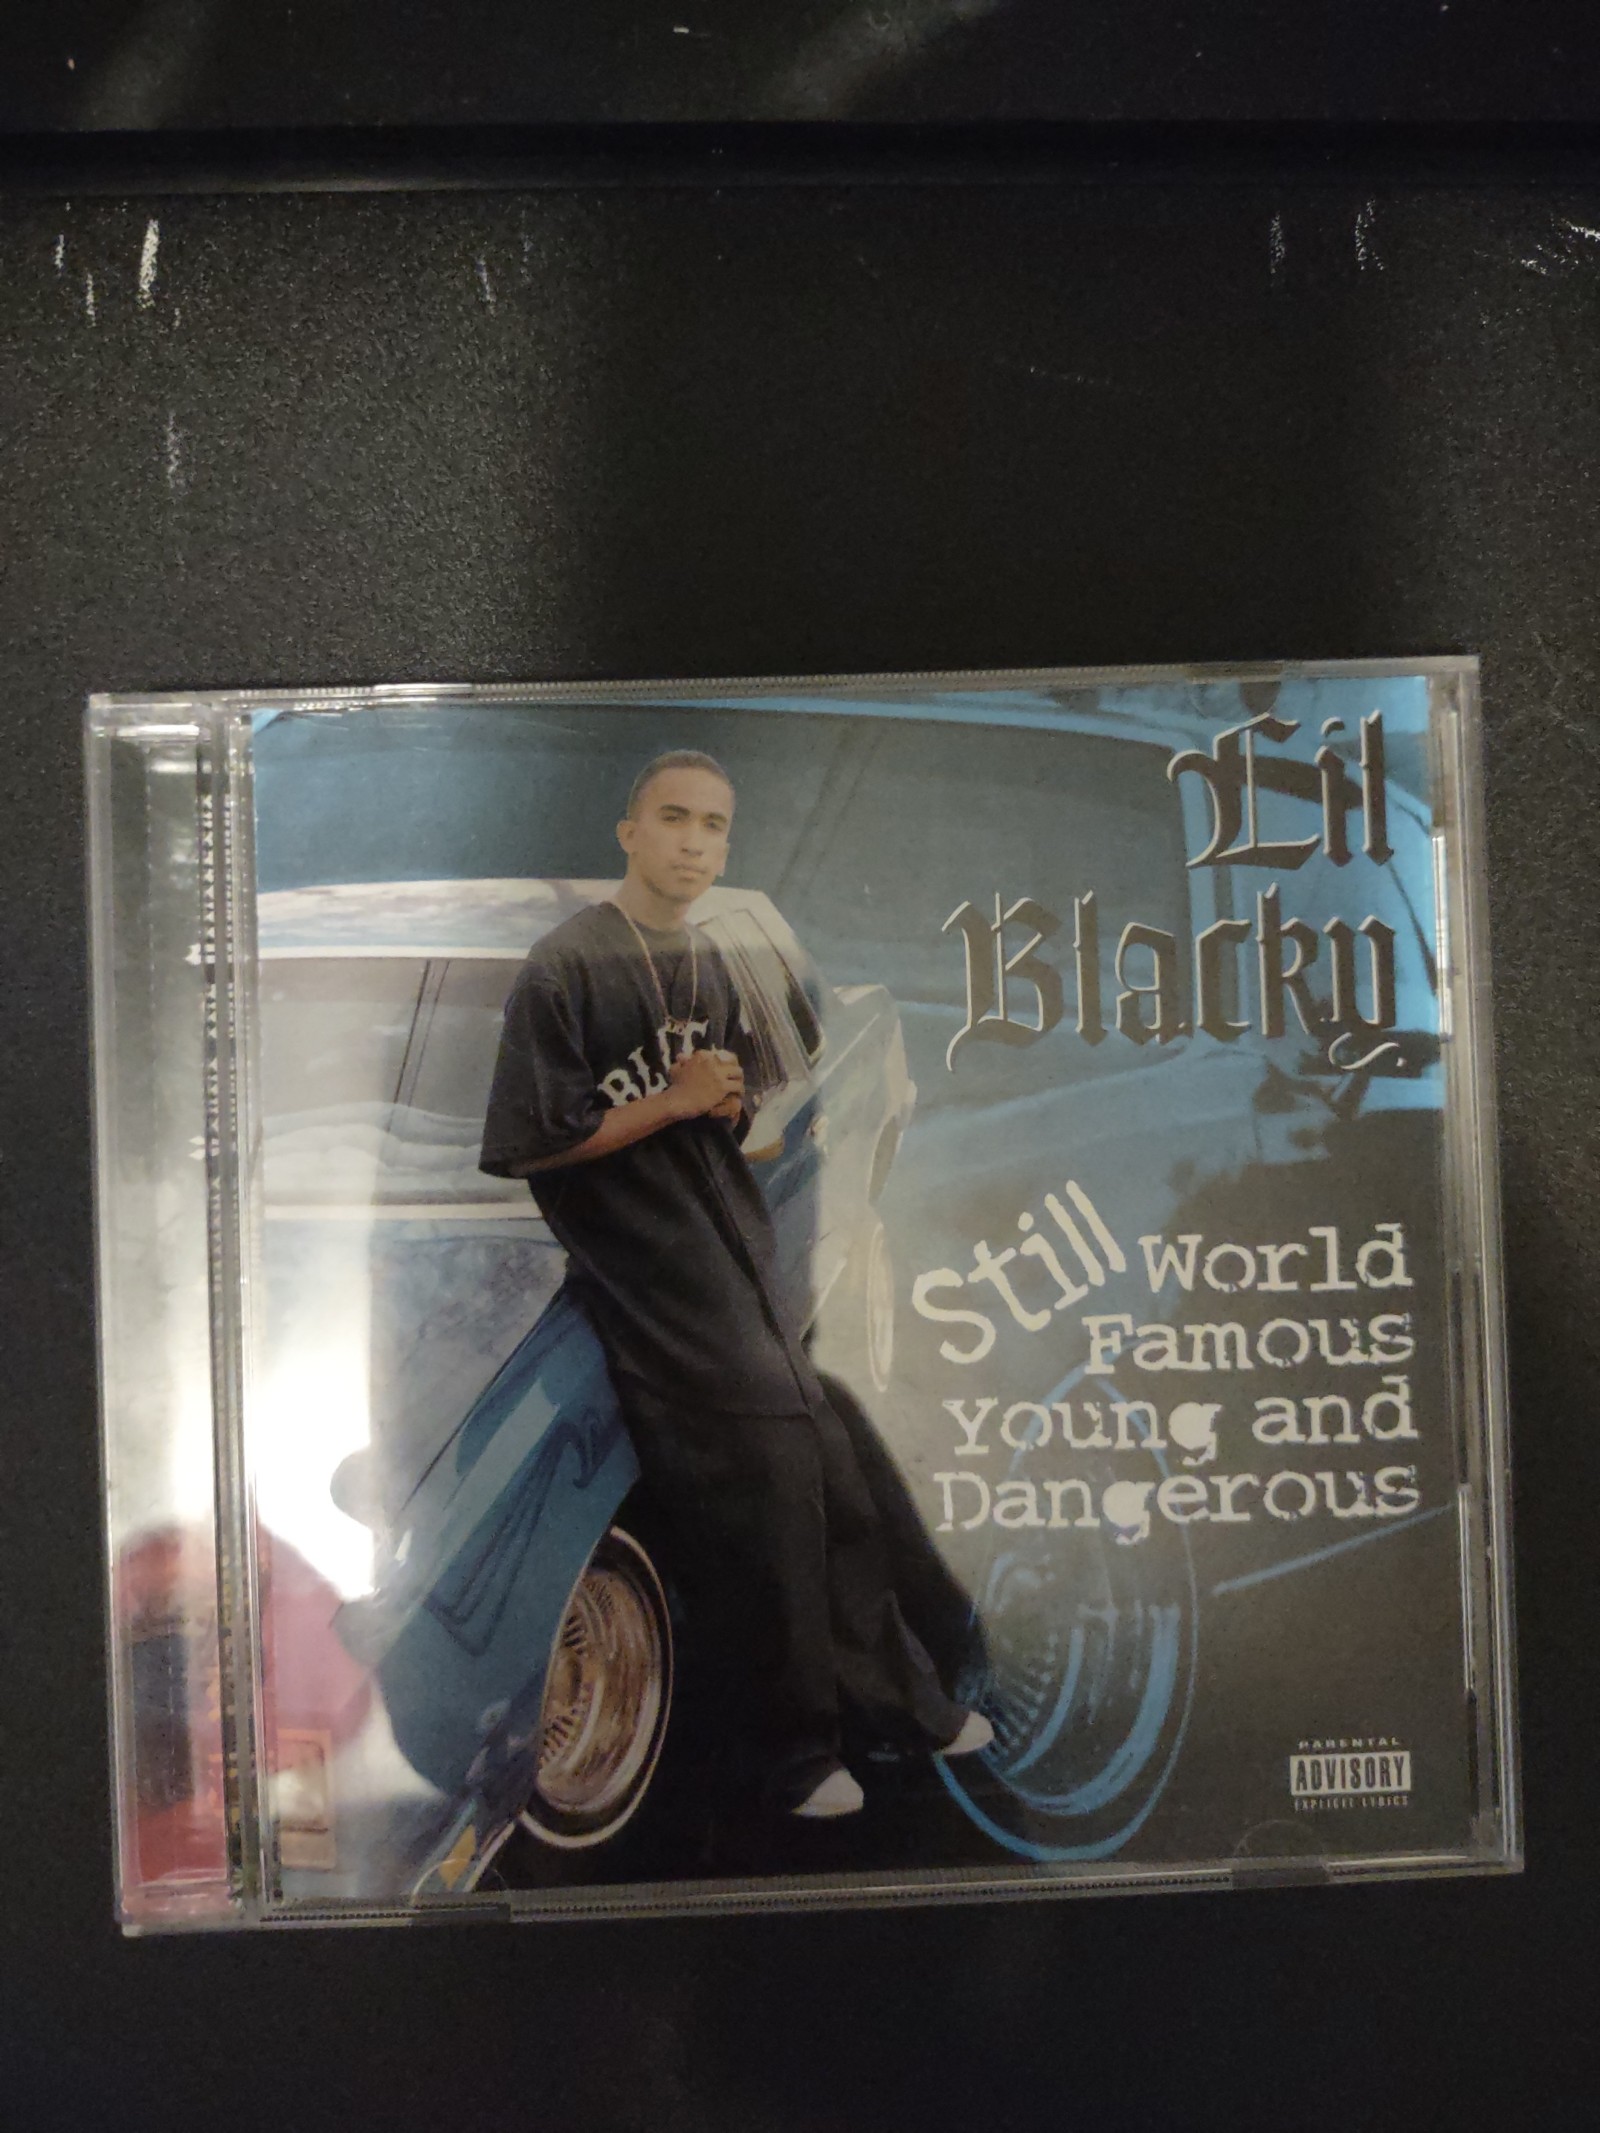 Lil
Blacky
Still World
Famous
Young and
Dangerous
PARENTAL
ADVISORY
EXPLICIT LYRICS